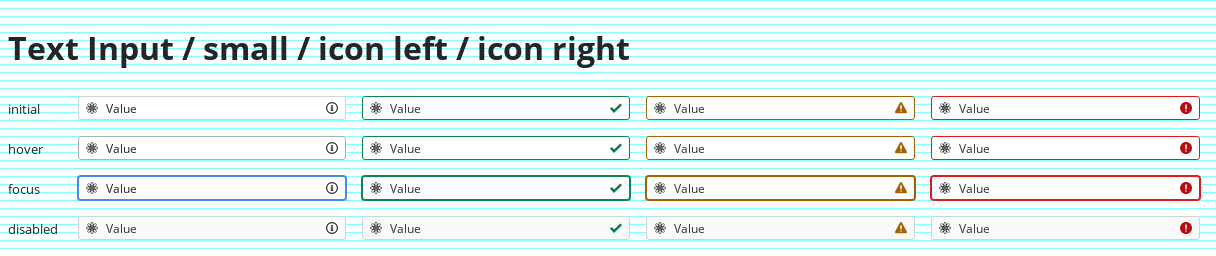 Text Input / small / icon left / icon right
initial Value Value Value Value
hover Value Value Value Value
focus Value Value Value Value
disabled Value Value Value Value